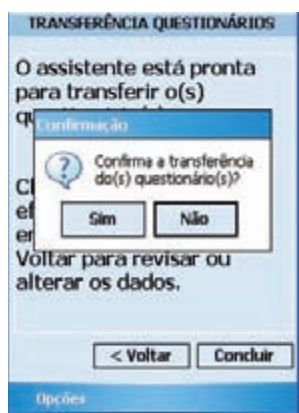 TRANSFERÊNCIA QUESTIONÁRIOS
O assistente está pronta
para transferir o(s)
Confirmação
Confirma a transferência
do(s) questionário(s)?
Sim Não
Voltar para revisar ou
alterar os dados.
< Voltar Concluir
Opções